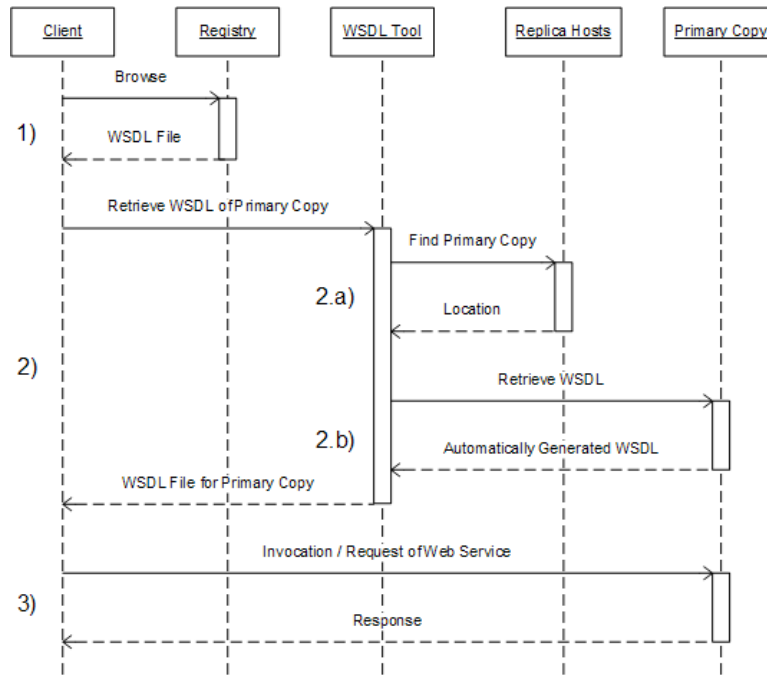 Client
Registry
WSDL Tool
Replica Hosts
Primary Copy
Browse
1)
WSDL File
Retrieve WSDL of Primary Copy
Find Primary Copy
2.a)
Location
2)
Retrieve WSDL
2.b)
Automatically Generated WSDL
WSDL File for Primary Copy
Invocation / Request of Web Service
3)
Response